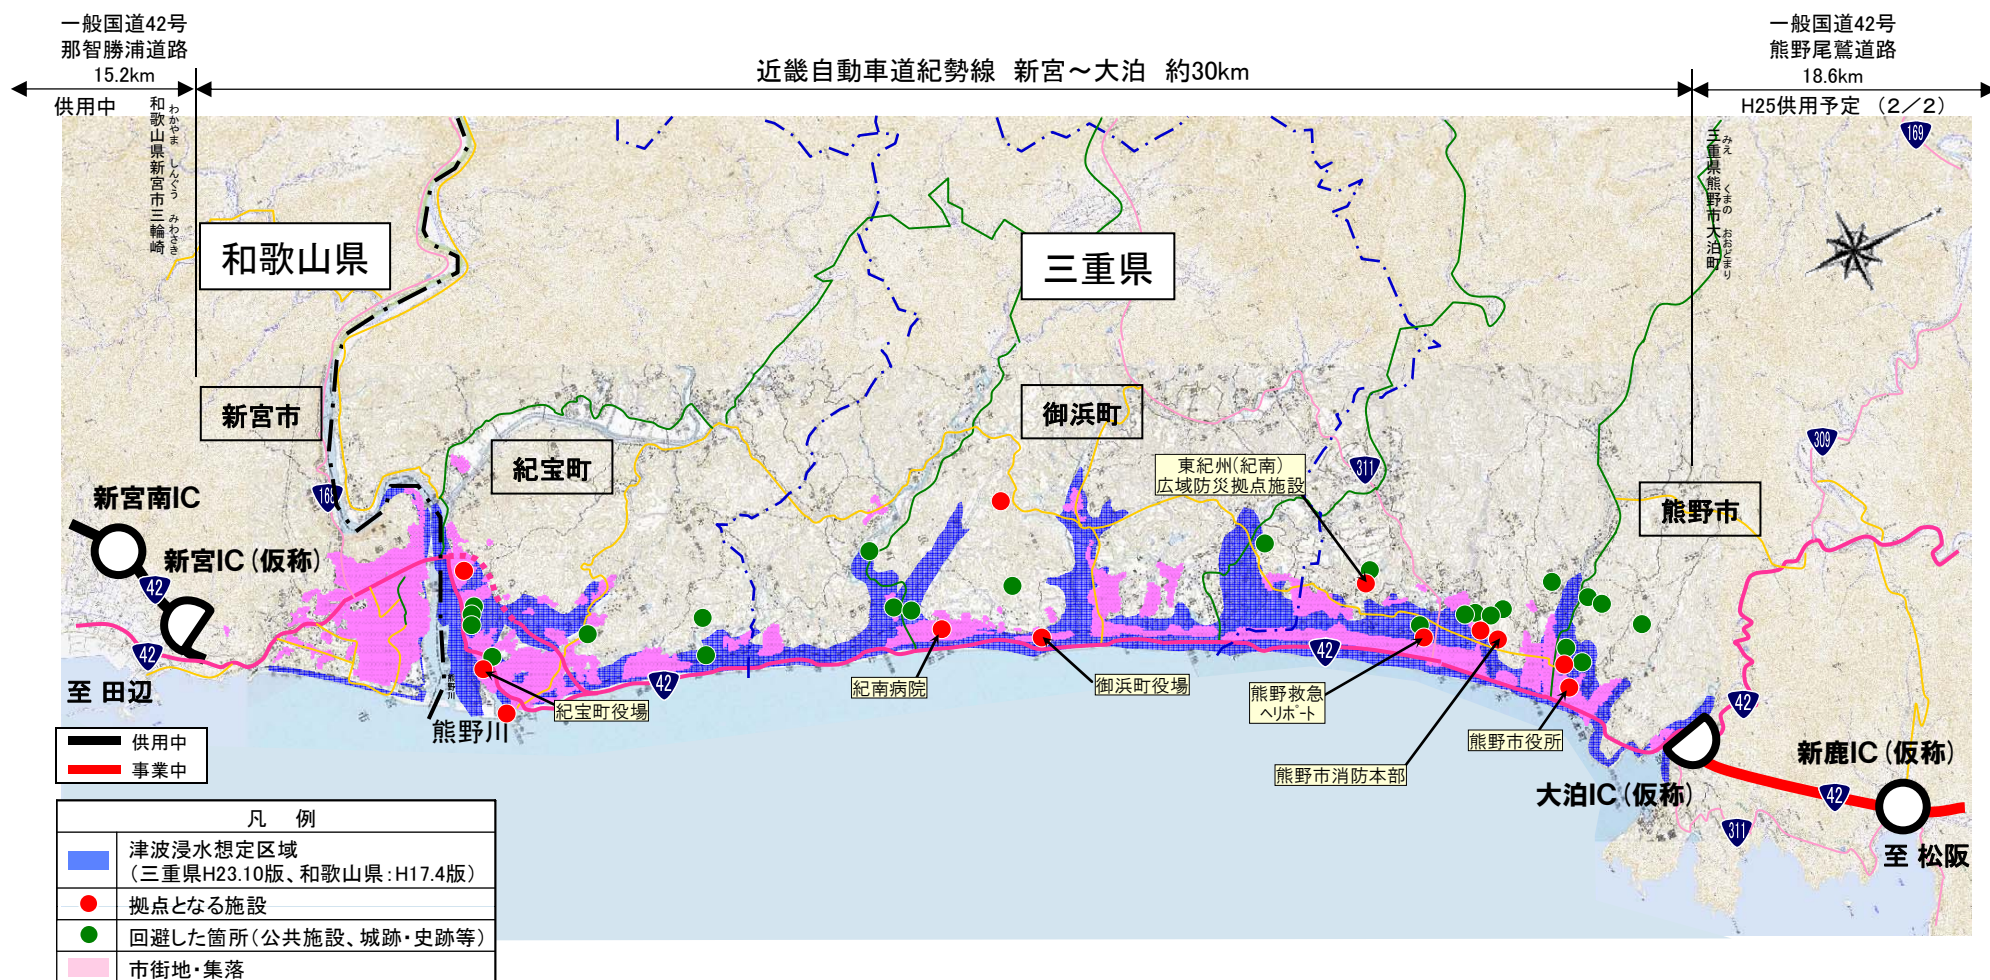 一般国道42号
那智勝浦道路
15.2km
供用中
近畿自動車道紀勢線 新宮～大泊 約30km
一般国道42号
熊野尾鷲道路
18.6km
H25供用予定 (2／2)
和歌山県新宮市三輪崎
わかやま しんぐう みわさき
三重県熊野市大泊町
みえ くまの おおどまり
169
和歌山県
三重県
新宮市
紀宝町
御浜町
熊野市
309
311
168
東紀州(紀南)
広域防災拠点施設
新宮南IC
新宮IC(仮称)
42
42
至 田辺
42
42
42
熊野川
熊野川
紀宝町役場
紀南病院
御浜町役場
熊野救急
ヘリポート
熊野市消防本部
熊野市役所
大泊IC(仮称)
新鹿IC(仮称)
42
311
至 松阪
供用中
事業中
凡 例
津波浸水想定区域
(三重県H23.10版、和歌山県:H17.4版)
拠点となる施設
回避した箇所(公共施設、城跡・史跡等)
市街地・集落